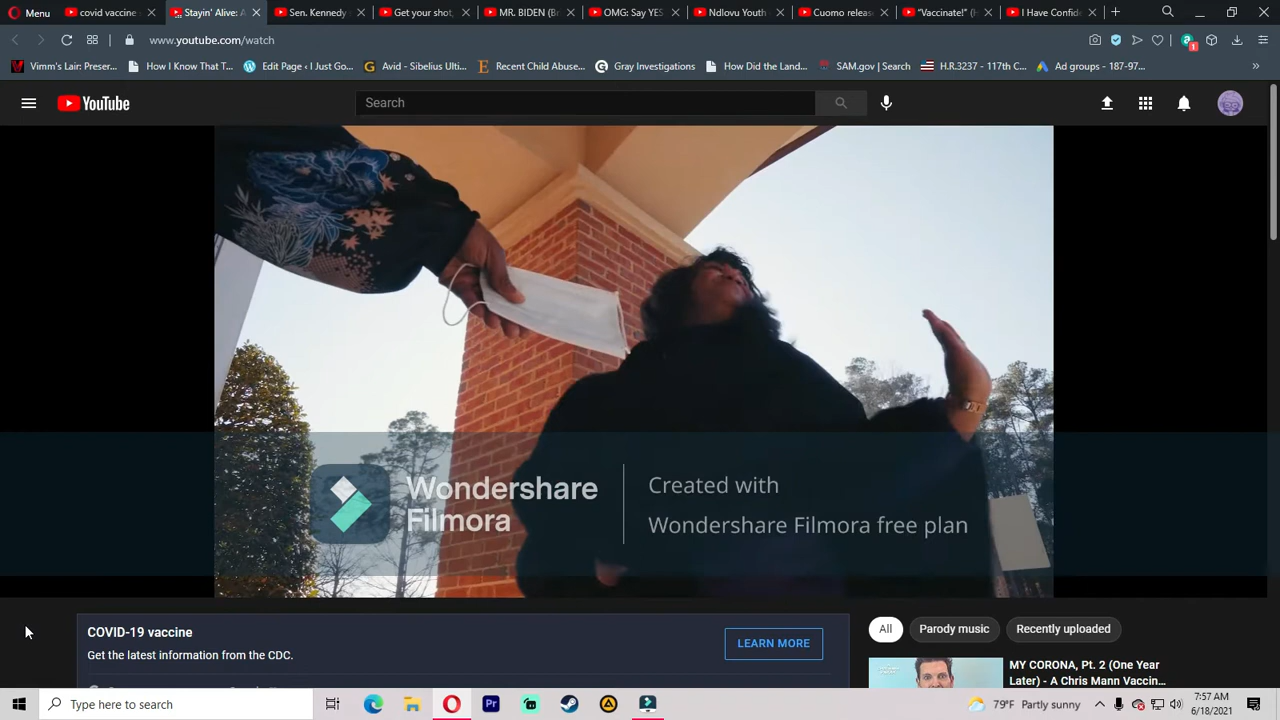 Menu
covid vaccine
Stayin' Alive: A
Sen. Kennedy
Get your shot,
MR. BIDEN (Br
OMG: Say YES
Ndlovu Youth
Cuomo releas
"Vaccinate!" (H
I Have Confid
www.youtube.com/watch
1
Vimm's Lair: Preser...
How I Know That T...
Edit Page ‹ I Just Go...
Avid - Sibelius Ulti...
Recent Child Abuse...
Gray Investigations
How Did the Land...
SAM.gov | Search
H.R.3237 - 117th C...
Ad groups - 187-97...
YouTube
Search
Wondershare
Filmora
Created with
Wondershare Filmora free plan
COVID-19 vaccine
Get the latest information from the CDC.
LEARN MORE
All
Parody music
Recently uploaded
MY CORONA, Pt. 2 (One Year
Later) - A Chris Mann Vaccin...
Type here to search
Pr
79°F Partly sunny
7:57 AM
6/18/2021